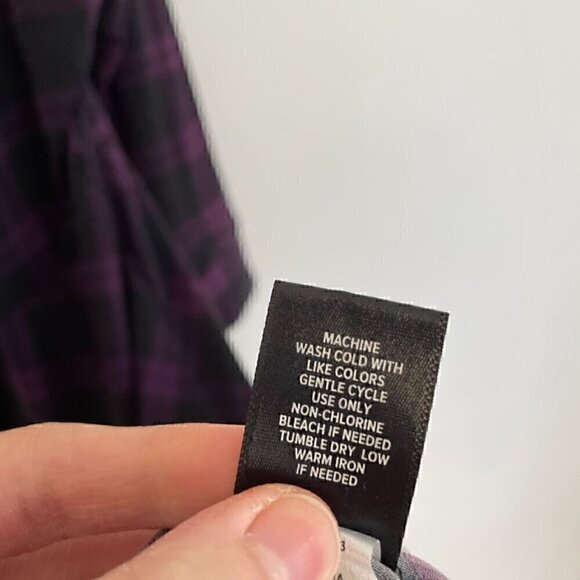 MACHINE
WASH COLD WITH
LIKE COLORS
GENTLE CYCLE
USE ONLY
NON-CHLORINE
BLEACH IF NEEDED
TUMBLE DRY LOW
WARM IRON
IF NEEDED
3